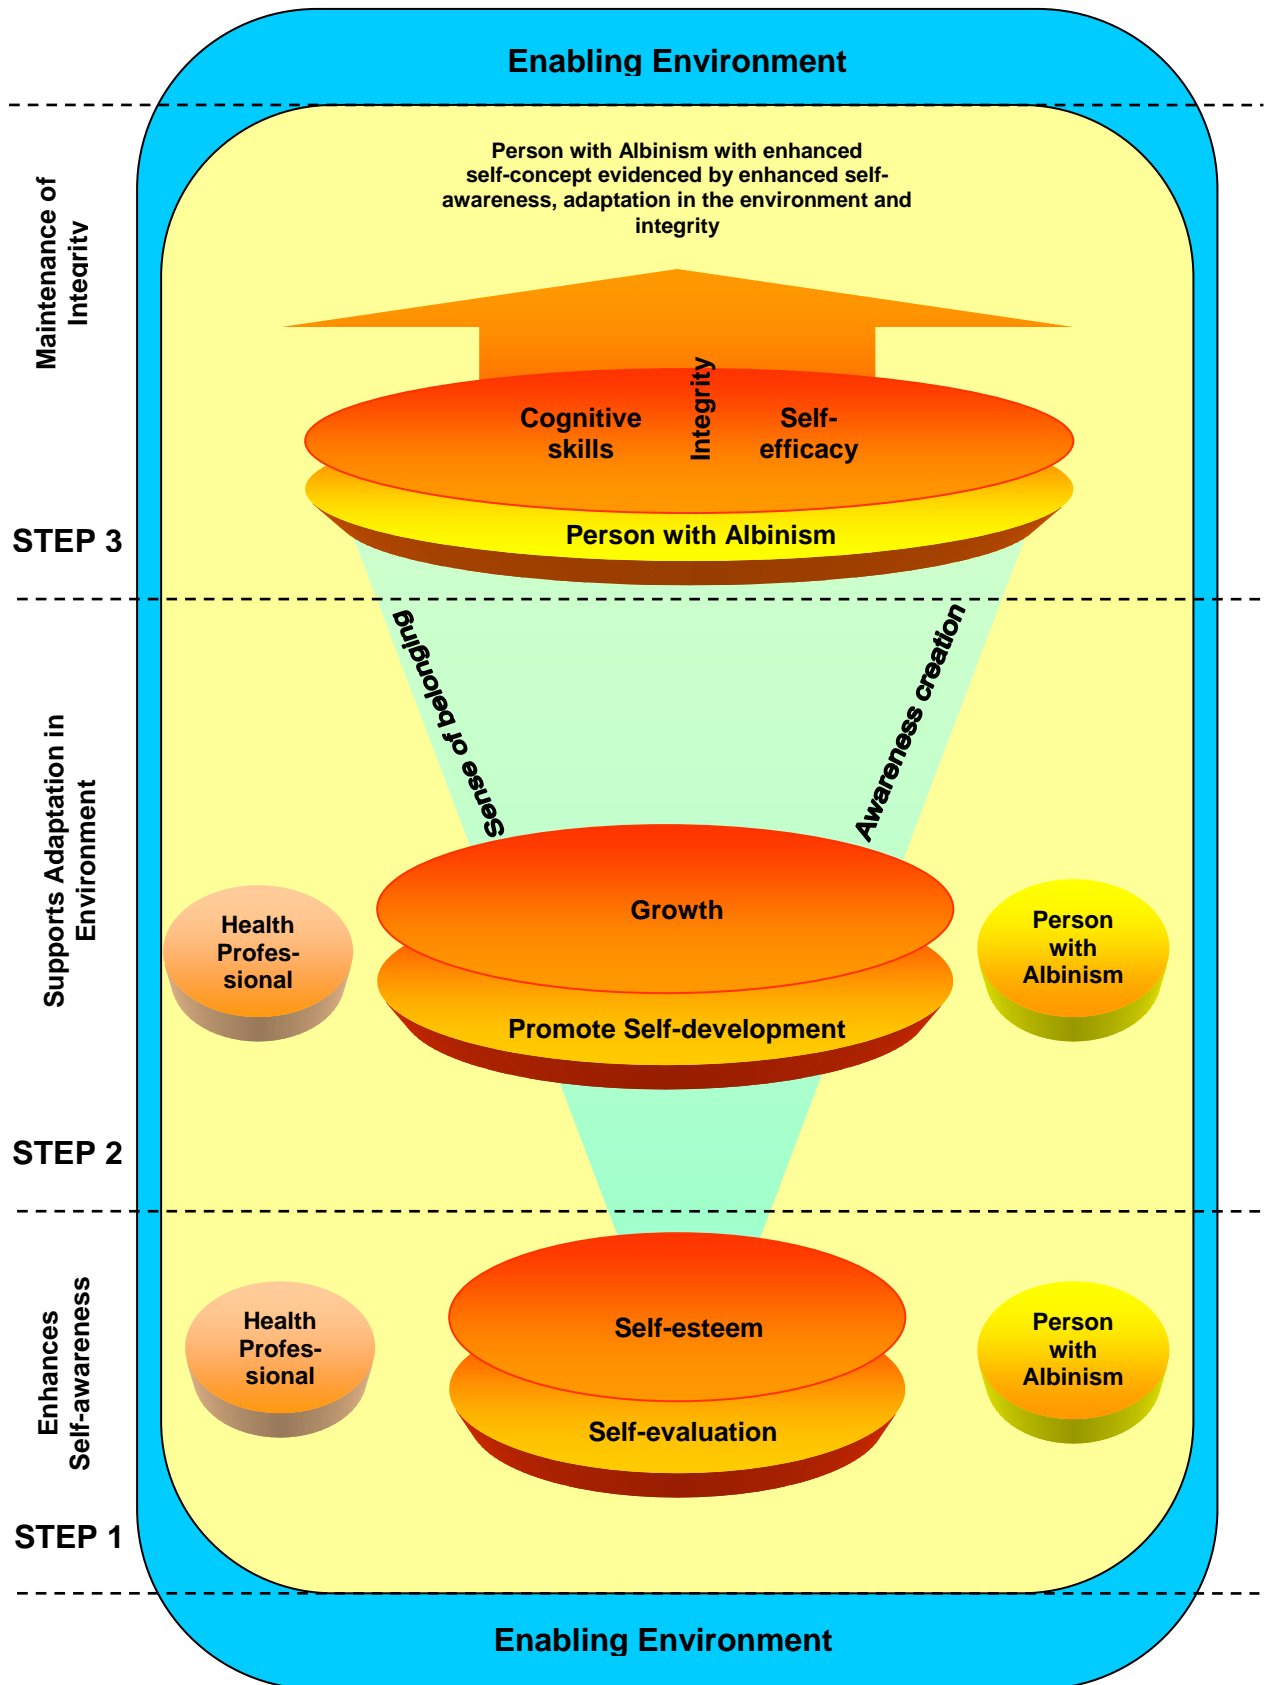 Enabling Environment
Person with Albinism with enhanced
self-concept evidenced by enhanced self-
awareness, adaptation in the environment and
integrity
Maintenance of
Integrity
Cognitive
skills
Integrity
Self-
efficacy
Person with Albinism
STEP 3
Sense of belonging
Awareness creation
Supports Adaptation in
Environment
Growth
Health
Profes-
sional
Person
with
Albinism
Promote Self-development
STEP 2
Enhances
Self-awareness
Self-esteem
Health
Profes-
sional
Person
with
Albinism
Self-evaluation
STEP 1
Enabling Environment